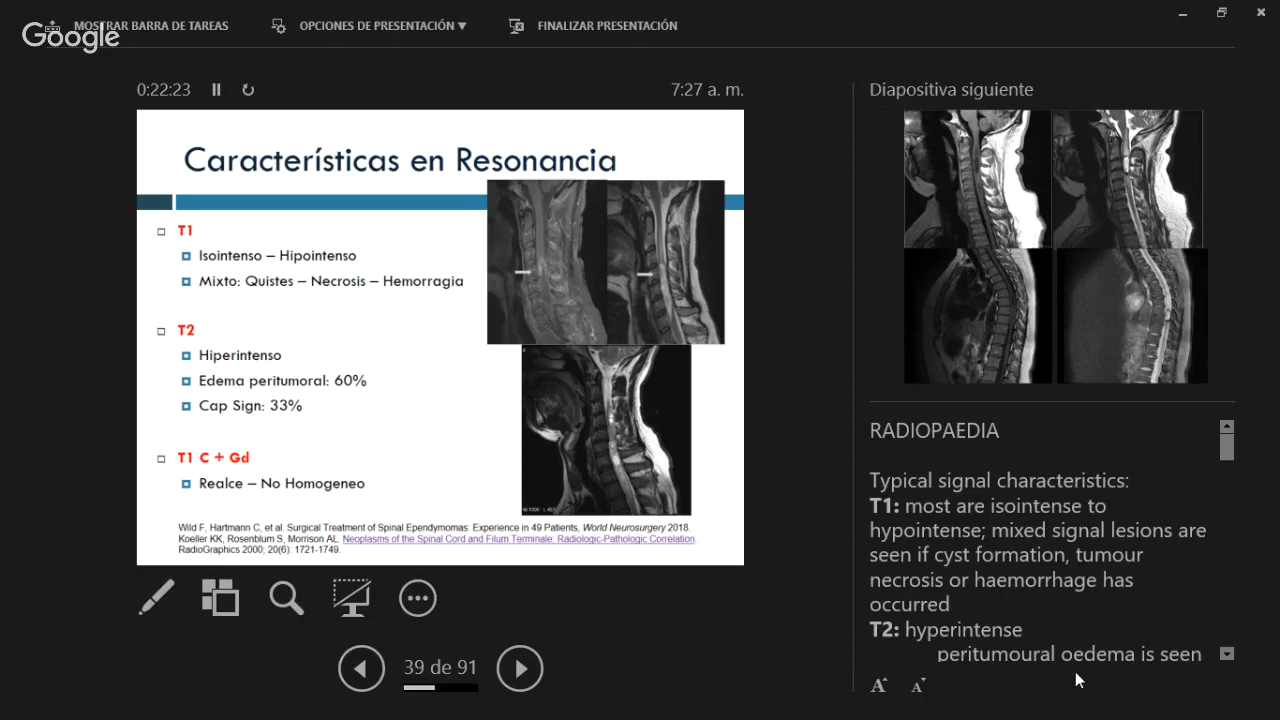 Google
MOSTRAR BARRA DE TAREAS
OPCIONES DE PRESENTACIÓN ▼
FINALIZAR PRESENTACIÓN
0:22:23
7:27 a. m.
Características en Resonancia
T1
Isointenso – Hipointenso
Mixto: Quistes – Necrosis – Hemorragia
T2
Hiperintenso
Edema peritumoral: 60%
Cap Sign: 33%
T1 C + Gd
Realce – No Homogeneo
Wild F, Hartmann C, et al. Surgical Treatment of Spinal Ependymomas: Experience in 49 Patients, World Neurosurgery 2018.
Koeller KK, Rosenblum S, Morrison AL. Neoplasms of the Spinal Cord and Filum Terminale: Radiologic-Pathologic Correlation.
RadioGraphics 2000; 20(6): 1721-1749.
39 de 91
Diapositiva siguiente
RADIOPAEDIA
Typical signal characteristics:
T1: most are isointense to
hypointense; mixed signal lesions are
seen if cyst formation, tumour
necrosis or haemorrhage has
occurred
T2: hyperintense
peritumoural oedema is seen
A A